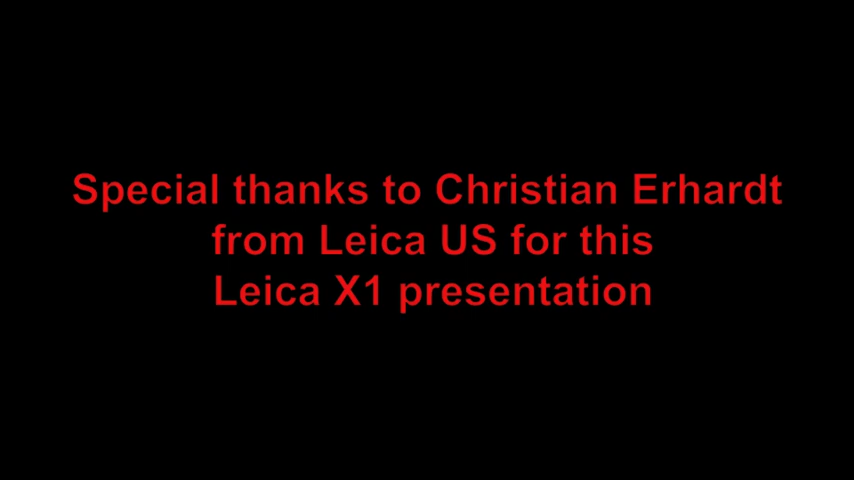 Special thanks to Christian Erhardt
from Leica US for this
Leica X1 presentation